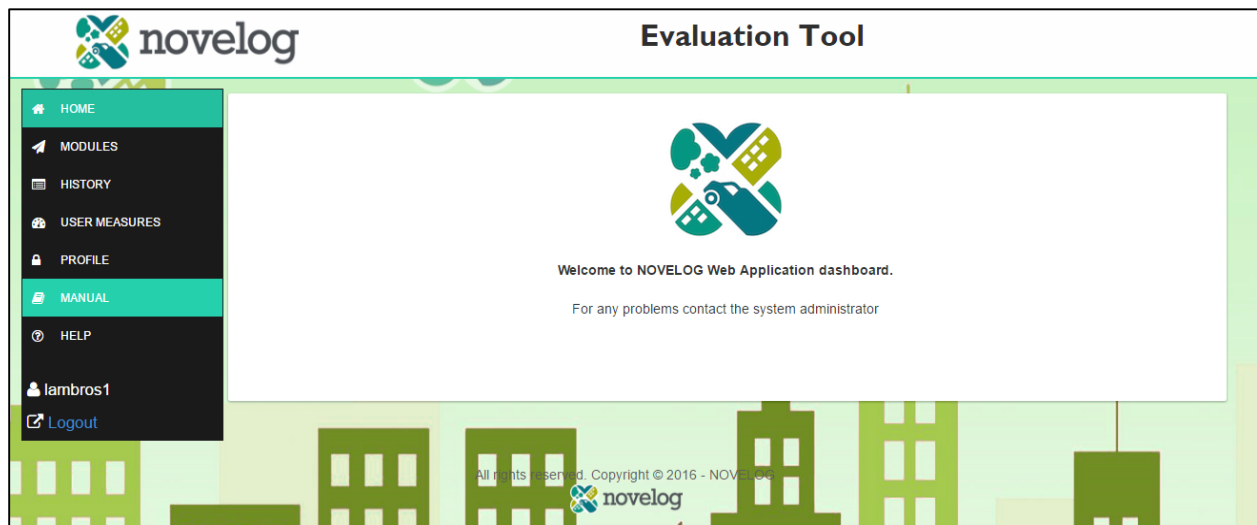 novelog
Evaluation Tool
HOME
MODULES
HISTORY
USER MEASURES
PROFILE
MANUAL
HELP
lambros1
Logout
Welcome to NOVELOG Web Application dashboard.
For any problems contact the system administrator
All rights reserved. Copyright © 2016 - NOVELOG
novelog